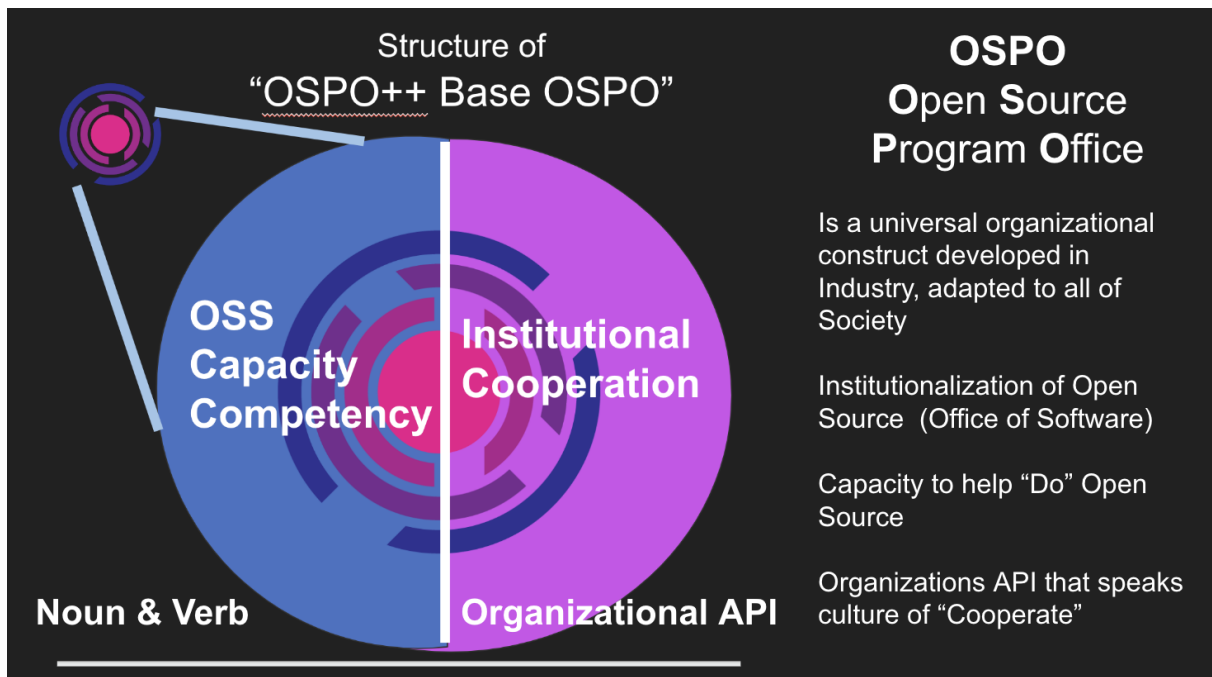 Structure of
“OSPO++ Base OSPO”
OSS
Capacity
Competency
Institutional
Cooperation
Noun & Verb
Organizational API
OSPO
Open Source
Program Office
Is a universal organizational
construct developed in
Industry, adapted to all of
Society
Institutionalization of Open
Source (Office of Software)
Capacity to help “Do” Open
Source
Organizations API that speaks
culture of “Cooperate”